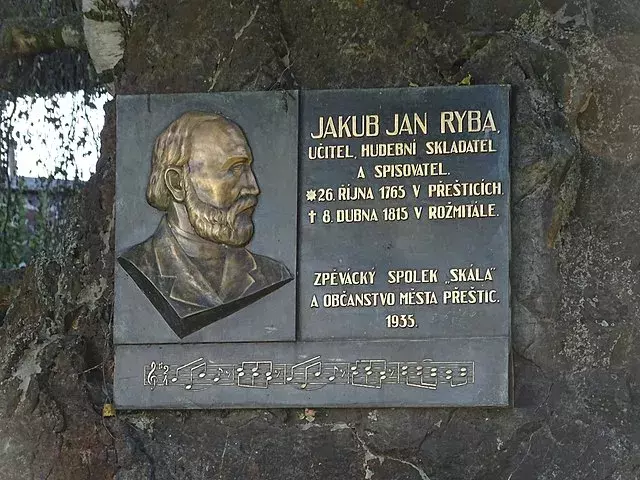 JAKUB JAN RYBA,
UČITEL, HUDEBNÍ SKLADATEL
A SPISOVATEL.
✸26. ŘÍJNA 1765 V PŘEŠTICÍCH.
† 8. DUBNA 1815 V ROŽMITÁLE.
ZPĚVÁCKÝ SPOLEK „SKÁLA"
A OBČANSTVO MĚSTA PŘEŠTIC.
1935.